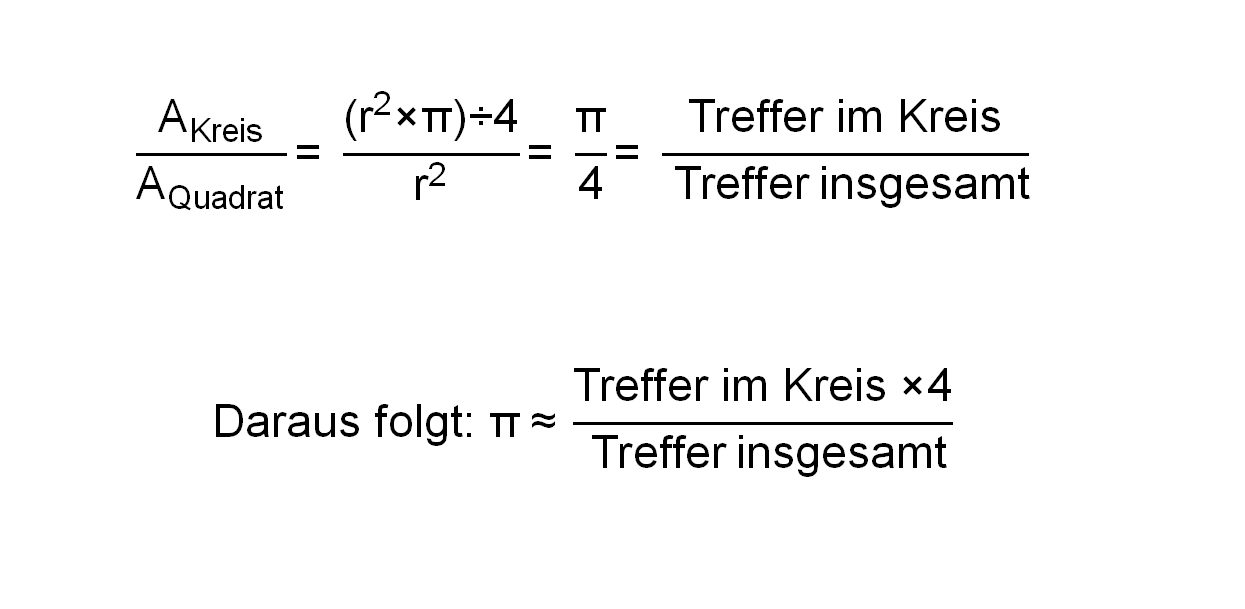 A_Kreis / A_Quadrat = (r²×π)÷4 / r² = π / 4 = Treffer im Kreis / Treffer insgesamt
Daraus folgt: π ≈ Treffer im Kreis ×4 / Treffer insgesamt